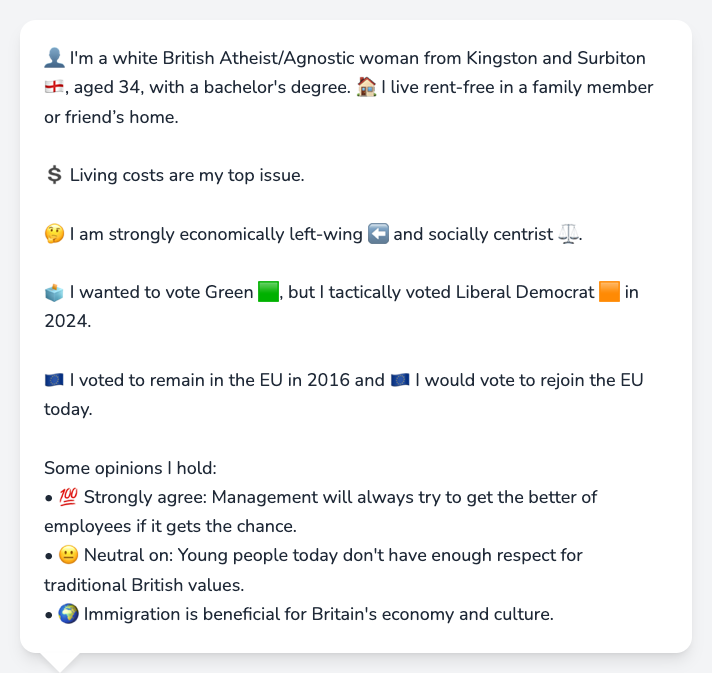 👤 I'm a white British Atheist/Agnostic woman from Kingston and Surbiton
🏴󠁧󠁢󠁥󠁮󠁧󠁿, aged 34, with a bachelor's degree. 🏠 I live rent-free in a family member
or friend’s home.
💲 Living costs are my top issue.
🤔 I am strongly economically left-wing ⬅️ and socially centrist ⚖️.
🗳️ I wanted to vote Green 🟩, but I tactically voted Liberal Democrat 🟧 in
2024.
🇪🇺 I voted to remain in the EU in 2016 and 🇪🇺 I would vote to rejoin the EU
today.
Some opinions I hold:
• 💯 Strongly agree: Management will always try to get the better of
employees if it gets the chance.
• 😐 Neutral on: Young people today don't have enough respect for
traditional British values.
• 🌍 Immigration is beneficial for Britain's economy and culture.